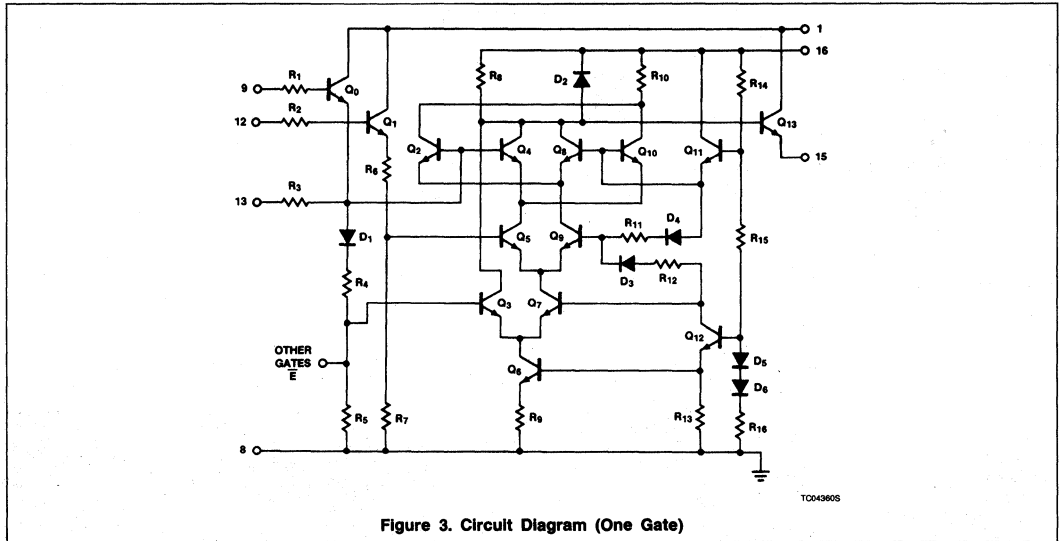 1
16
R1
R8
D2
R10
R14
9
Q0
R2
12
Q1
Q13
Q2
Q4
Q8
Q10
Q11
15
R6
R3
13
D4
R11
D1
Q5
Q9
R15
D3
R12
R4
Q3
Q7
Q12
OTHER
GATES
E
D5
Q6
D6
R5
R7
R9
R13
R16
8
TC04360S
Figure 3. Circuit Diagram (One Gate)